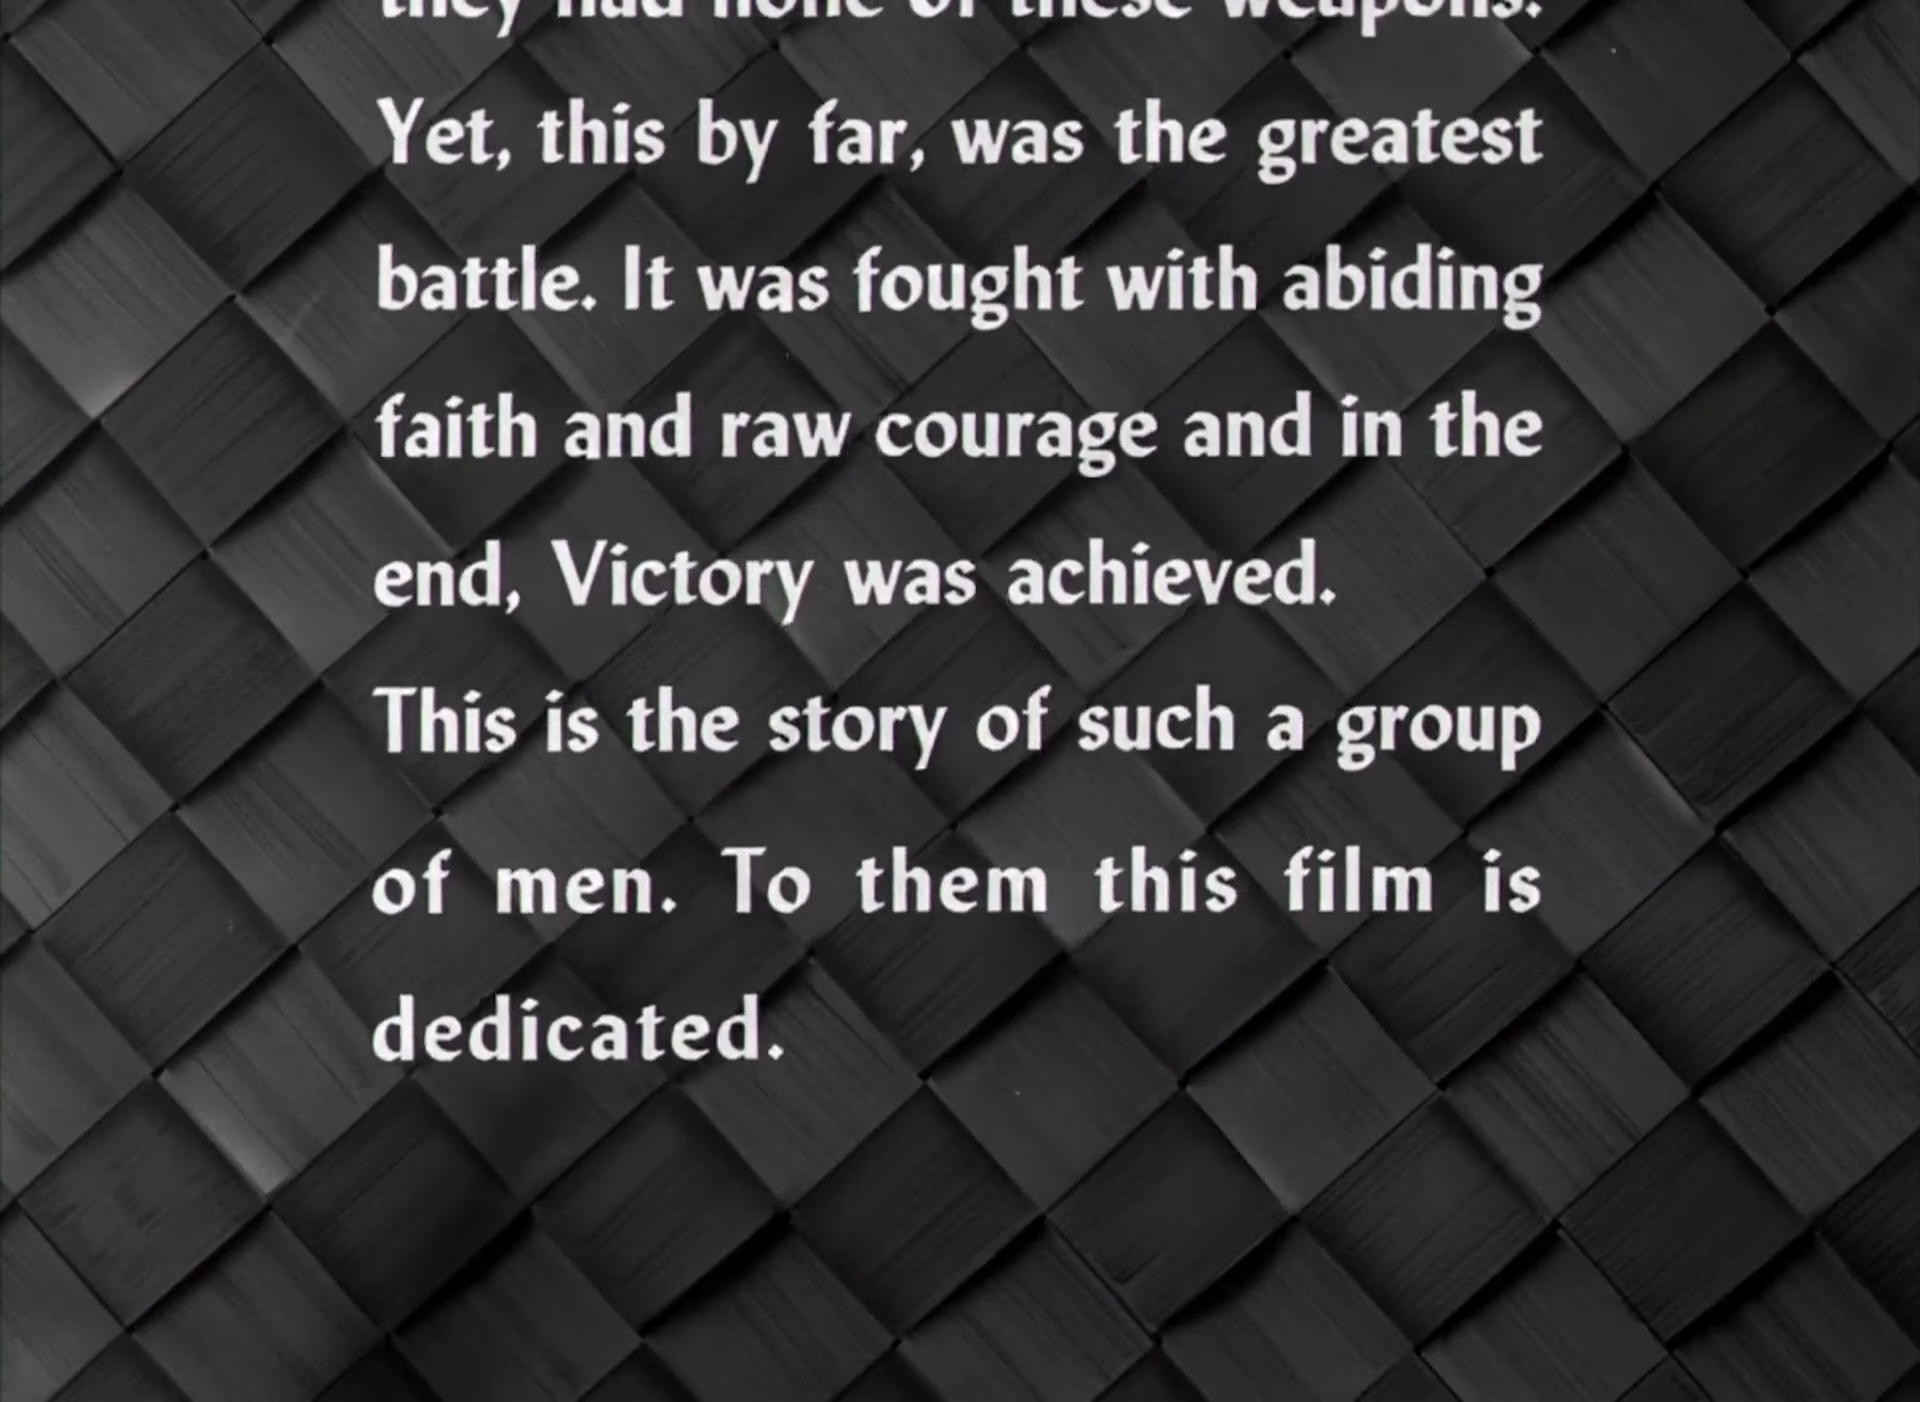 they had none of these weapons.
Yet, this by far, was the greatest
battle. It was fought with abiding
faith and raw courage and in the
end, Victory was achieved.
This is the story of such a group
of men. To them this film is
dedicated.